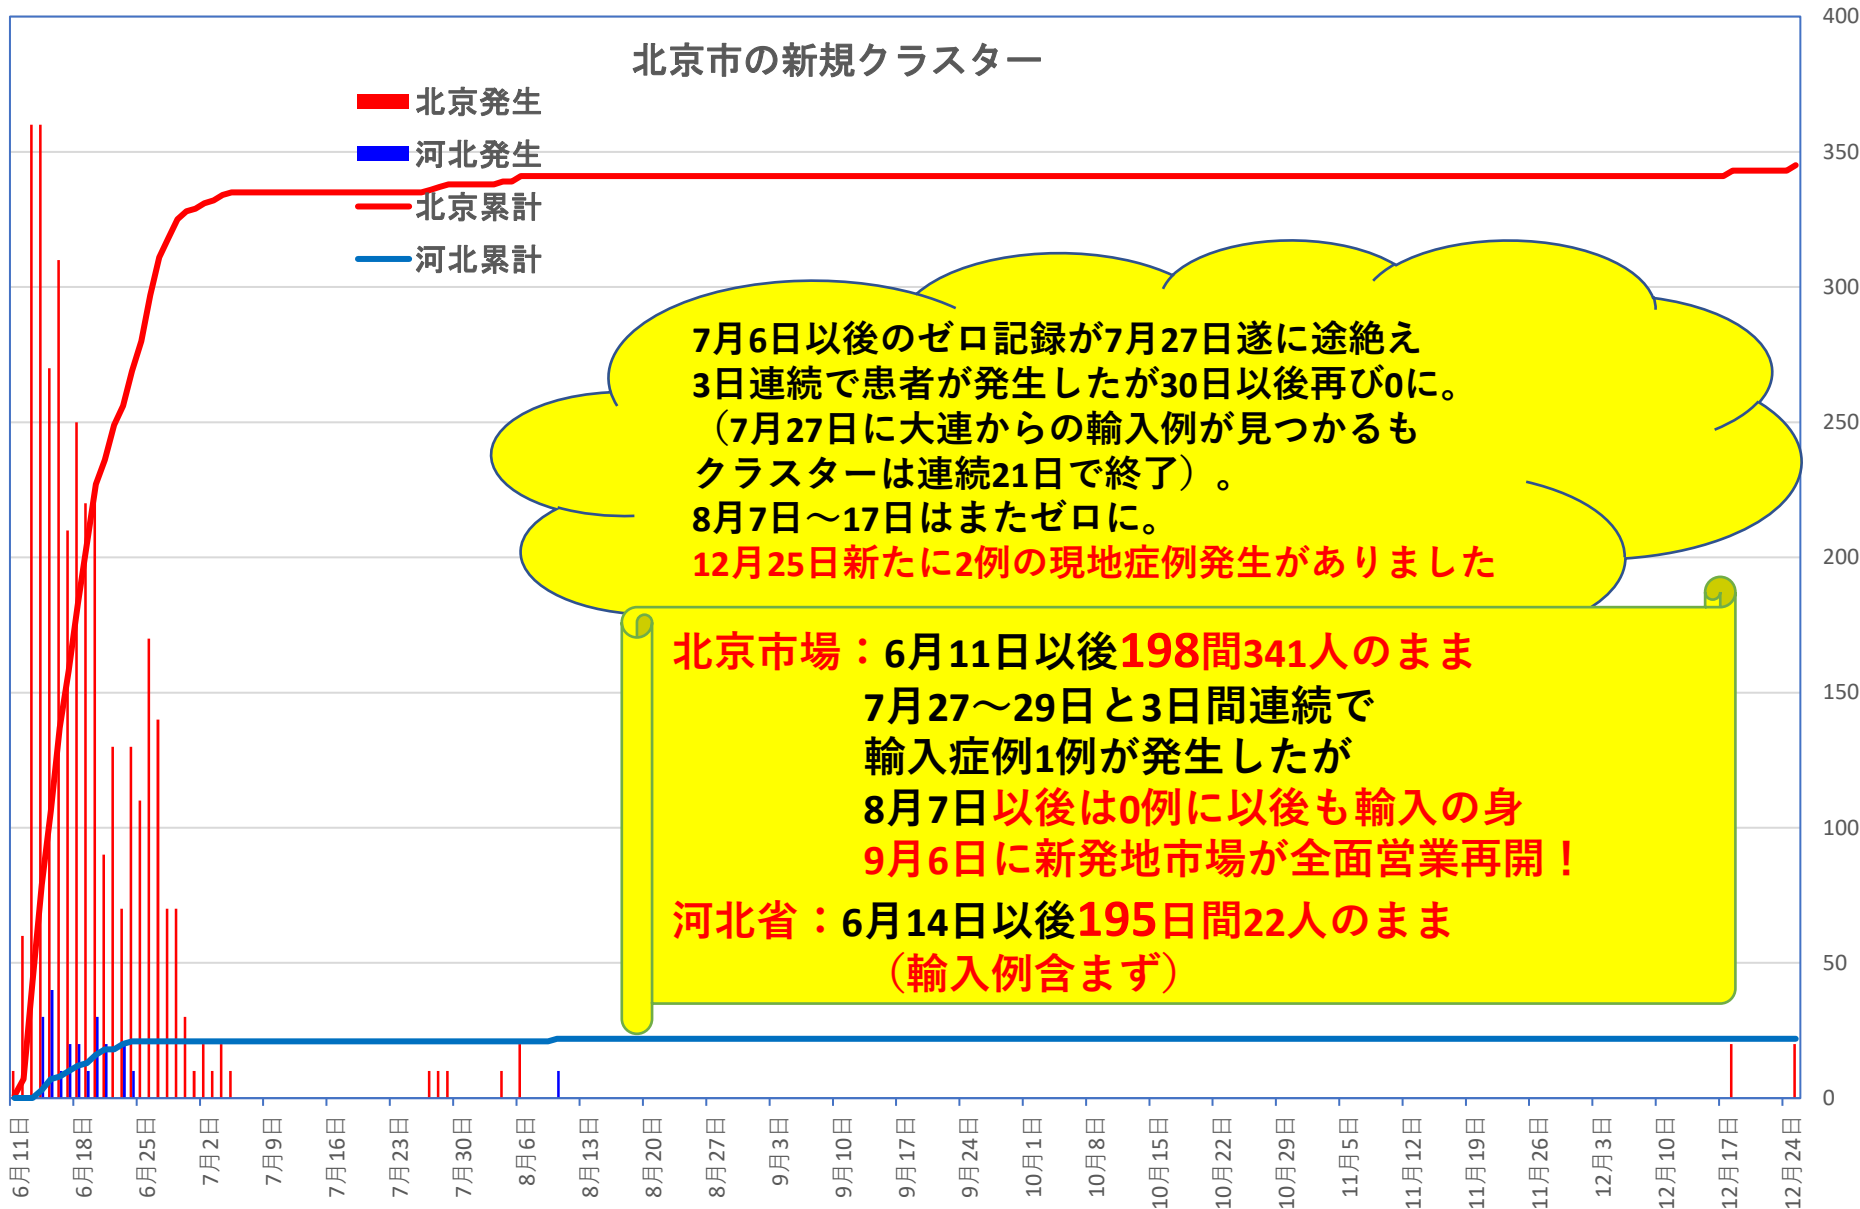 北京市の新規クラスター
北京発生
河北発生
北京累計
河北累計
7月6日以後のゼロ記録が7月27日遂に途絶え
3日連続で患者が発生したが30日以後再び0に。
（7月27日に大連からの輸入例が見つかるも
クラスターは連続21日で終了）。
8月7日～17日はまたゼロに。
12月25日新たに2例の現地症例発生がありました
北京市場：6月11日以後198間341人のまま
7月27～29日と3日間連続で
輸入症例1例が発生したが
8月7日以後は0例に以後も輸入の身
9月6日に新発地市場が全面営業再開！
河北省：6月14日以後195日間22人のまま
（輸入例含まず）
400
350
300
250
200
150
100
50
0
6月11日
6月18日
6月25日
7月2日
7月9日
7月16日
7月23日
7月30日
8月6日
8月13日
8月20日
8月27日
9月3日
9月10日
9月17日
9月24日
10月1日
10月8日
10月15日
10月22日
10月29日
11月5日
11月12日
11月19日
11月26日
12月3日
12月10日
12月17日
12月24日